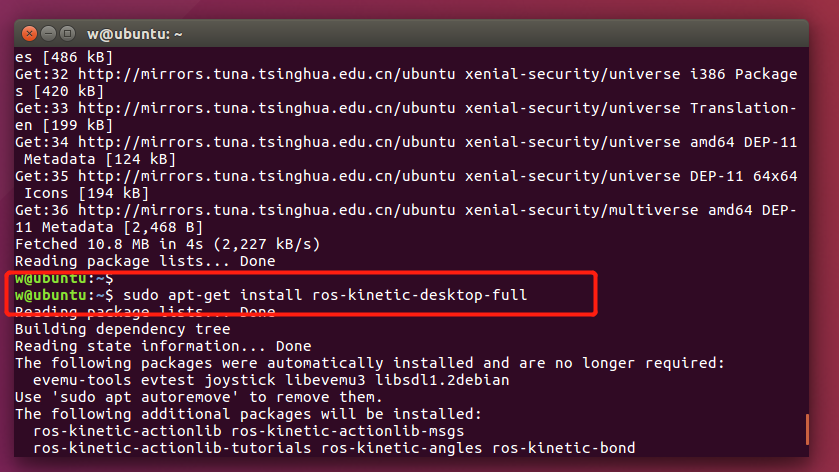 w@ubuntu: ~
es [486 kB]
Get:32 http://mirrors.tuna.tsinghua.edu.cn/ubuntu xenial-security/universe i386 Package
s [420 kB]
Get:33 http://mirrors.tuna.tsinghua.edu.cn/ubuntu xenial-security/universe Translation-
en [199 kB]
Get:34 http://mirrors.tuna.tsinghua.edu.cn/ubuntu xenial-security/universe amd64 DEP-11
 Metadata [124 kB]
Get:35 http://mirrors.tuna.tsinghua.edu.cn/ubuntu xenial-security/universe DEP-11 64x64
 Icons [194 kB]
Get:36 http://mirrors.tuna.tsinghua.edu.cn/ubuntu xenial-security/multiverse amd64 DEP-
11 Metadata [2,468 B]
Fetched 10.8 MB in 4s (2,227 kB/s)
Reading package lists... Done
w@ubuntu:~$
w@ubuntu:~$ sudo apt-get install ros-kinetic-desktop-full
Reading package lists... Done
Building dependency tree
Reading state information... Done
The following packages were automatically installed and are no longer required:
  evemu-tools evtest joystick libevemu3 libsdl1.2debian
Use 'sudo apt autoremove' to remove them.
The following additional packages will be installed:
  ros-kinetic-actionlib ros-kinetic-actionlib-msgs
  ros-kinetic-actionlib-tutorials ros-kinetic-angles ros-kinetic-bond